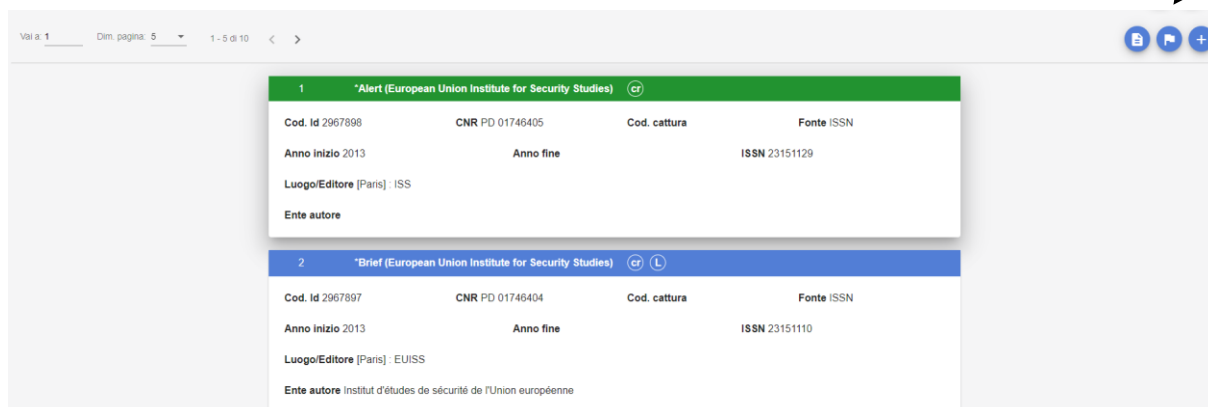 Vai a: 1 Dim. pagina: 5 1 - 5 di 10
1 *Alert (European Union Institute for Security Studies) cr
Cod. Id 2967898 CNR PD 01746405 Cod. cattura Fonte ISSN
Anno inizio 2013 Anno fine ISSN 23151129
Luogo/Editore [Paris] : ISS
Ente autore
2 *Brief (European Union Institute for Security Studies) cr L
Cod. Id 2967897 CNR PD 01746404 Cod. cattura Fonte ISSN
Anno inizio 2013 Anno fine ISSN 23151110
Luogo/Editore [Paris] : EUISS
Ente autore Institut d'études de sécurité de l'Union européenne